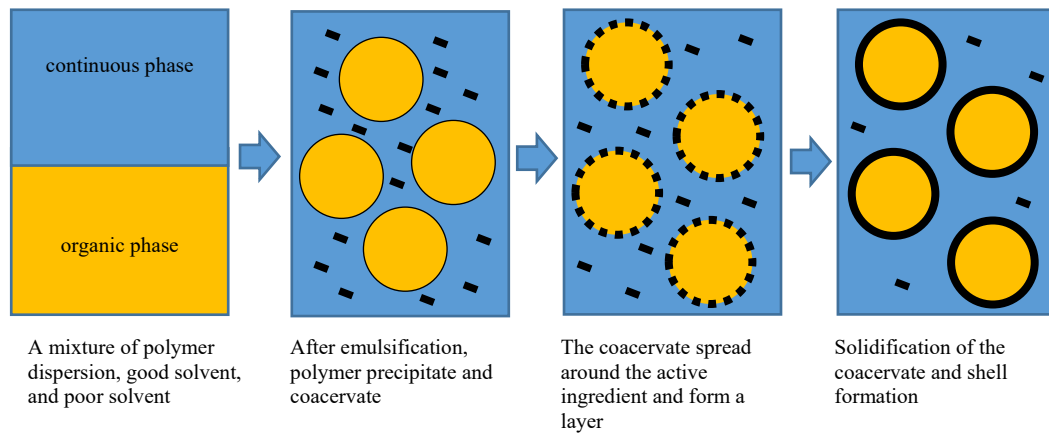 continuous phase
organic phase
A mixture of polymer
dispersion, good solvent,
and poor solvent
After emulsification,
polymer precipitate and
coacervate
The coacervate spread
around the active
ingredient and form a
layer
Solidification of the
coacervate and shell
formation